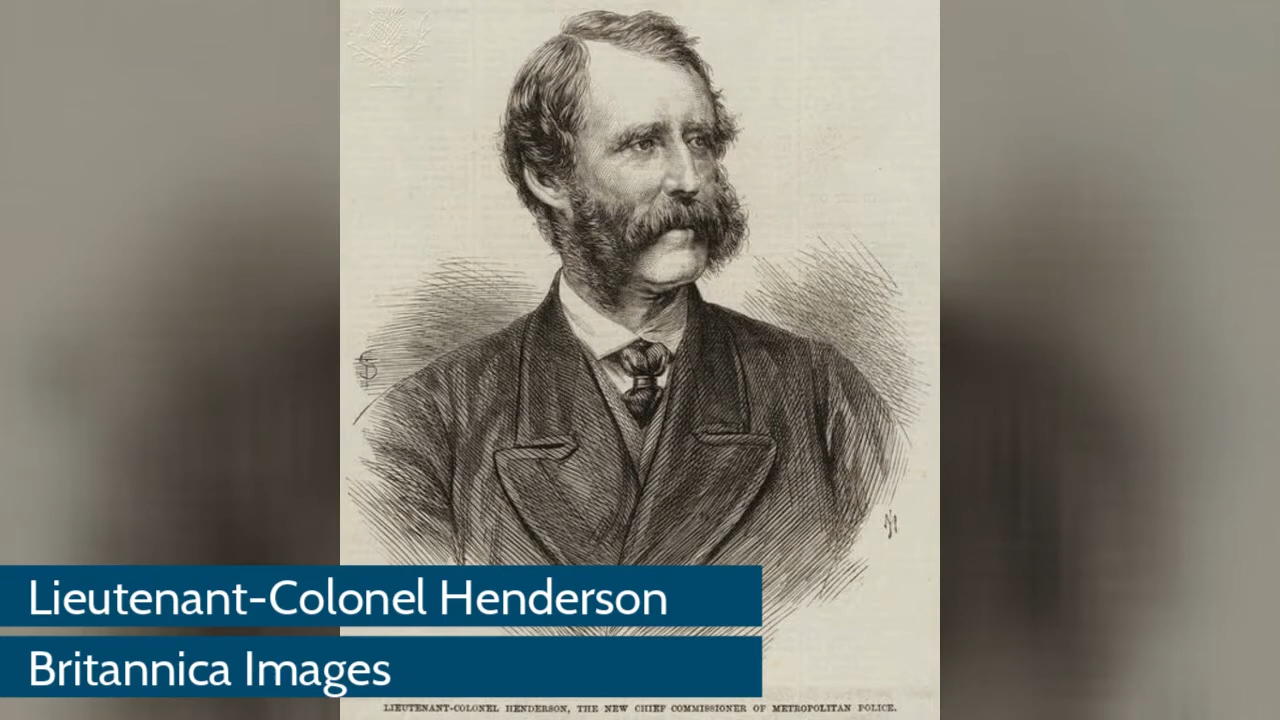 Lieutenant-Colonel Henderson
Britannica Images
LIEUTENANT-COLONEL HENDERSON, THE NEW CHIEF COMMISSIONER OF METROPOLITAN POLICE.